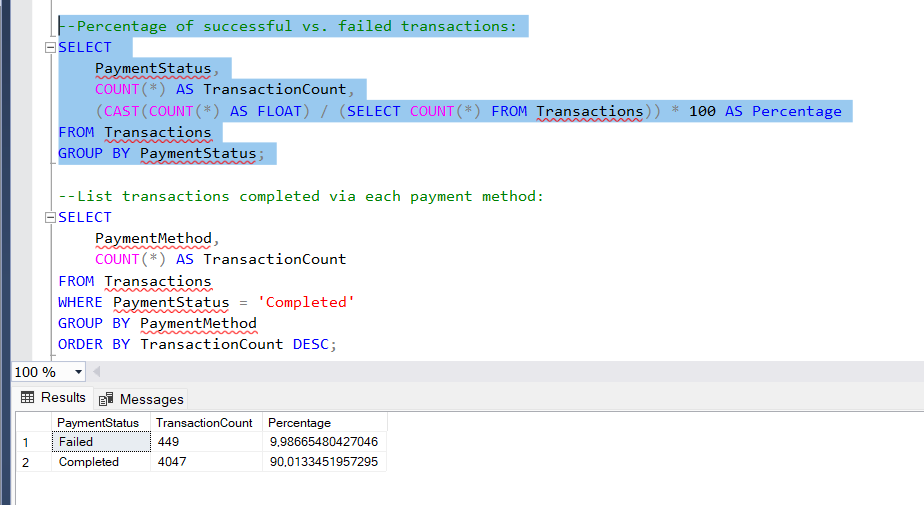 --Percentage of successful vs. failed transactions:
SELECT
PaymentStatus,
COUNT(*) AS TransactionCount,
(CAST(COUNT(*) AS FLOAT) / (SELECT COUNT(*) FROM Transactions)) * 100 AS Percentage
FROM Transactions
GROUP BY PaymentStatus;
--List transactions completed via each payment method:
SELECT
PaymentMethod,
COUNT(*) AS TransactionCount
FROM Transactions
WHERE PaymentStatus = 'Completed'
GROUP BY PaymentMethod
ORDER BY TransactionCount DESC;
100 %
Results Messages
PaymentStatus TransactionCount Percentage
1 Failed 449 9,98665480427046
2 Completed 4047 90,0133451957295